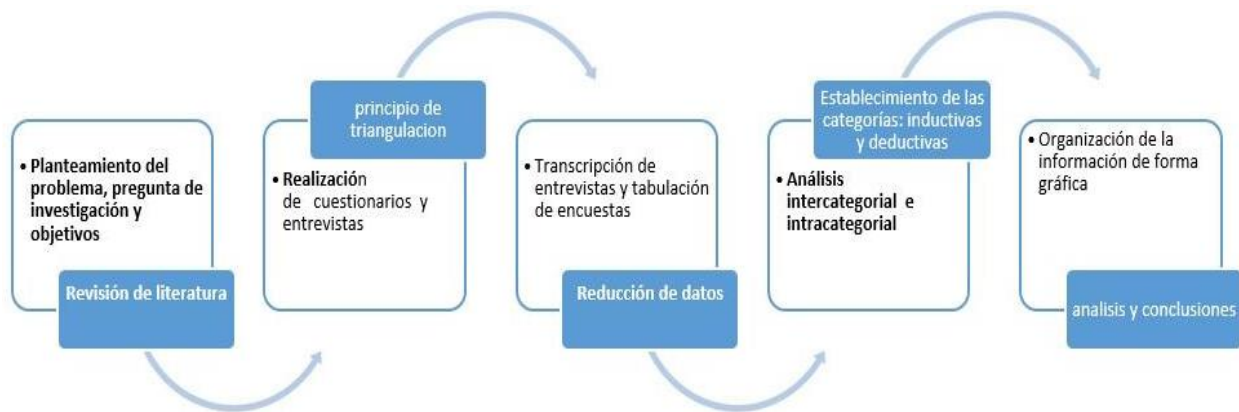 • Planteamiento del
problema, pregunta de
investigación y
objetivos
Revisión de literatura
principio de
triangulacion
• Realización
de cuestionarios y
entrevistas
• Transcripción de
entrevistas y tabulación
de encuestas
Reducción de datos
Establecimiento de las
categorías: inductivas
y deductivas
• Análisis
intercategorial e
intracategorial
• Organización de la
información de forma
gráfica
analisis y conclusiones